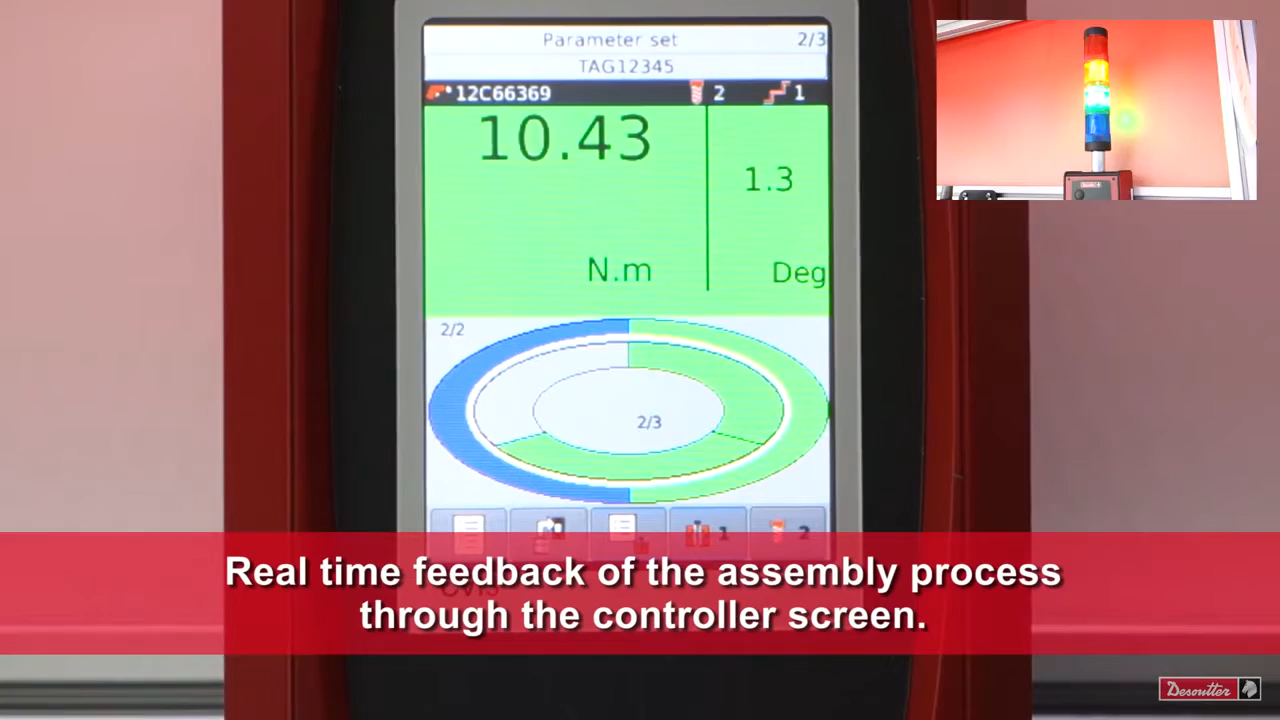 Parameter set 2/3
TAG12345
12C66369 2 1
10.43
1.3
N.m Deg
2/2
2/3
1 2
Real time feedback of the assembly process
through the controller screen.
Desoutter